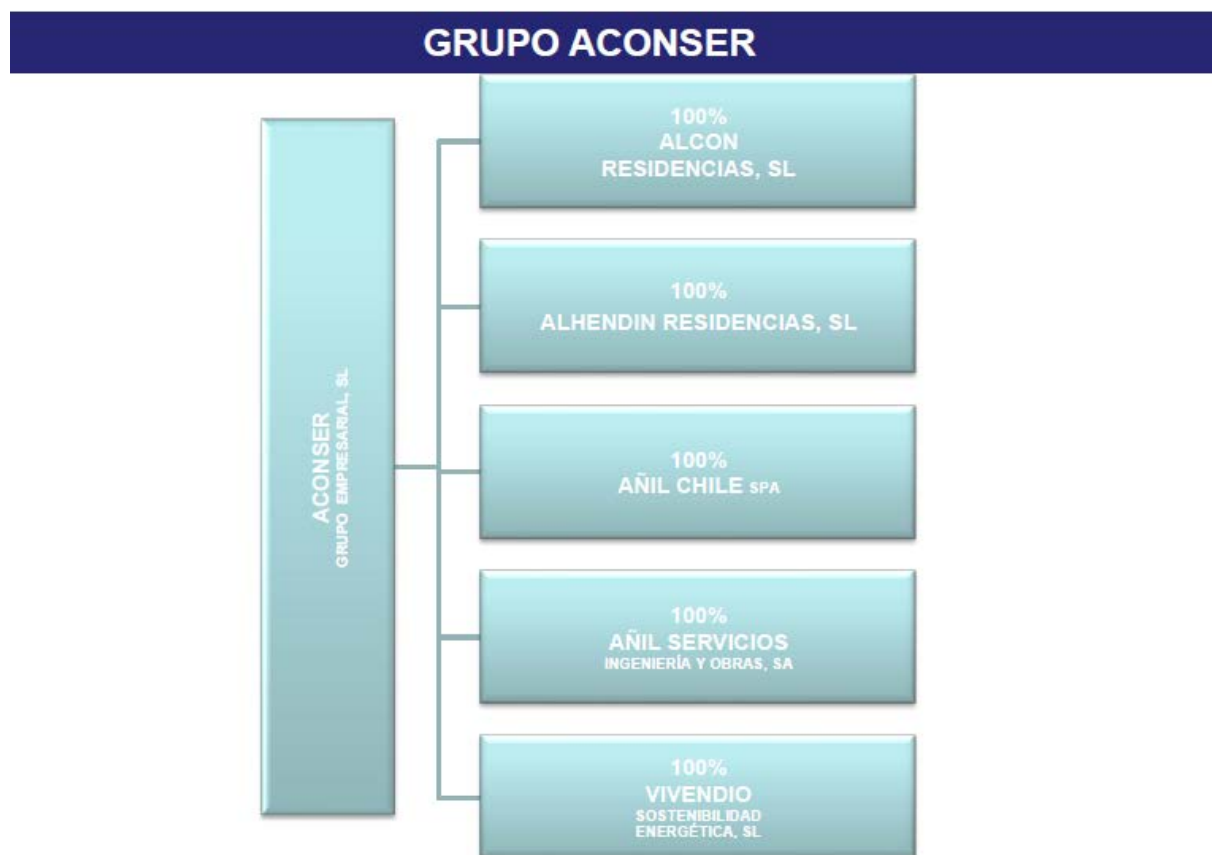 GRUPO ACONSER
ACONSER
GRUPO EMPRESARIAL, SL
100%
ALCON
RESIDENCIAS, SL
100%
ALHENDIN RESIDENCIAS, SL
100%
AÑIL CHILE SPA
100%
AÑIL SERVICIOS
INGENIERÍA Y OBRAS, SA
100%
VIVENDIO
SOSTENIBILIDAD
ENERGÉTICA, SL